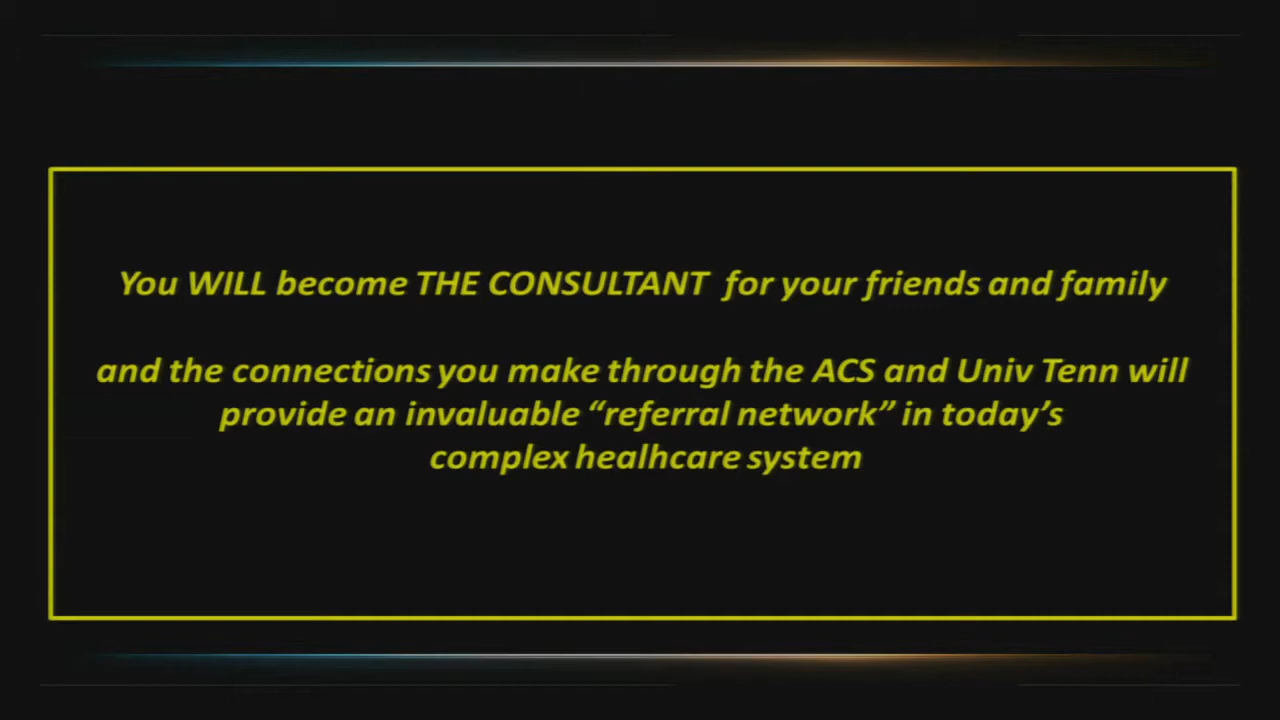 You WILL become THE CONSULTANT for your friends and family
and the connections you make through the ACS and Univ Tenn will
provide an invaluable “referral network” in today’s
complex healhcare system